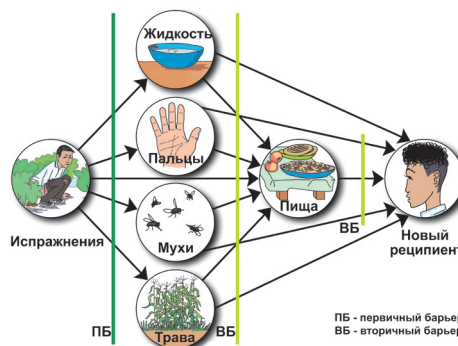 Жидкость
Пальцы
Испражнения
Мухи
Пища
ВБ
Новый
реципиент
ПБ
Трава
ВБ
ПБ - первичный барьер
ВБ - вторичный барьер